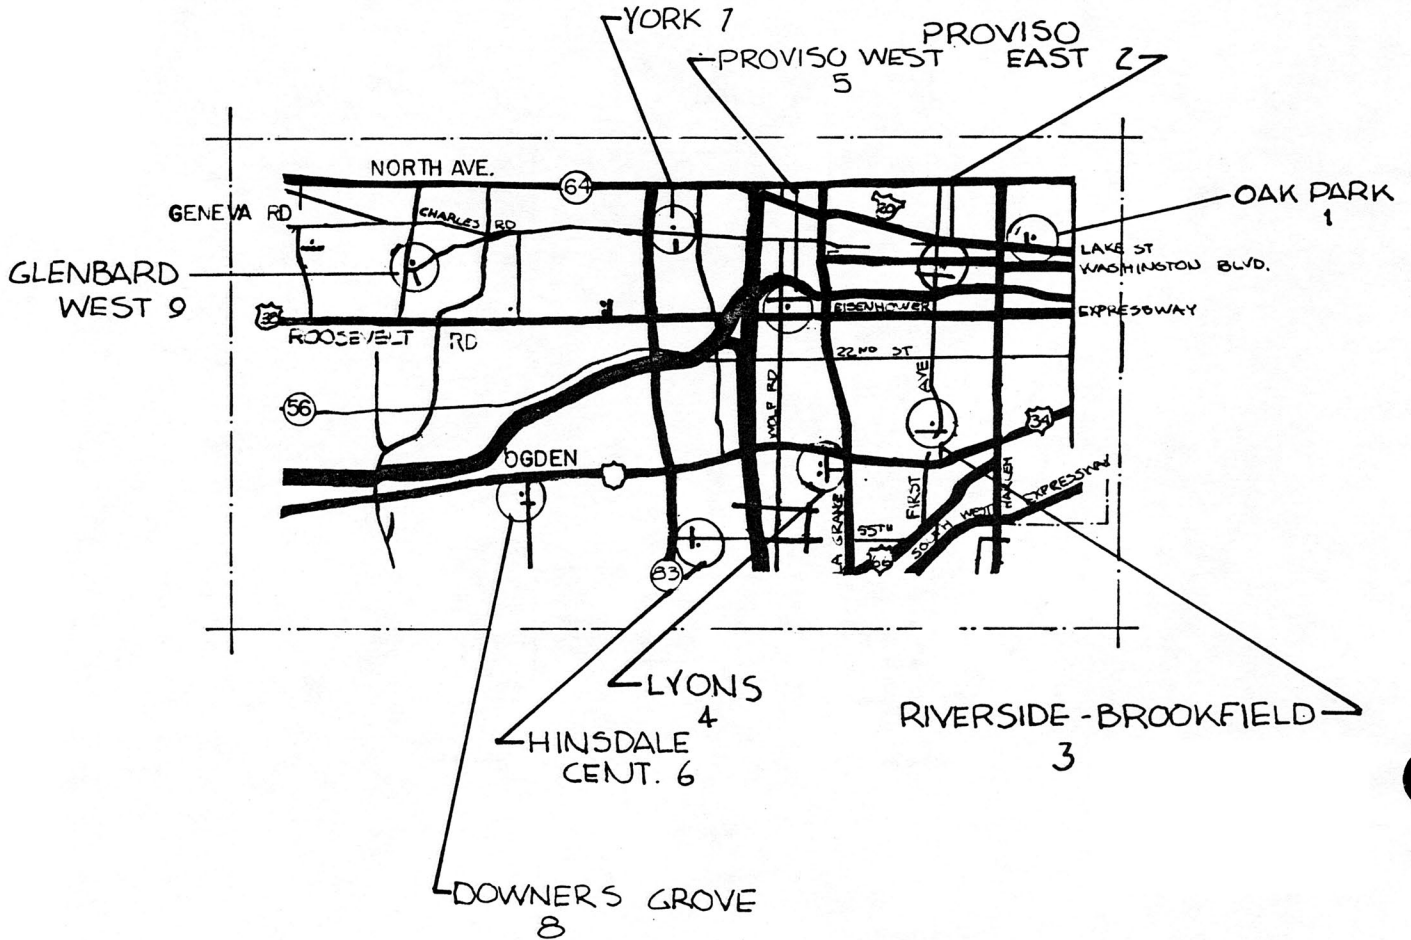 YORK 7
PROVISO WEST
5
PROVISO
EAST 2
NORTH AVE.
64
GENEVA RD
CHARLES RD
20
OAK PARK
1
LAKE ST
WASHINGTON BLVD.
GLENBARD
WEST 9
38
ROOSEVELT RD
EISENHOWER
EXPRESSWAY
22ND ST
56
WOLF RD
AVE
34
OGDEN
LA GRANGE
FIRST
55TH
SOUTH WEST
HARLEM
EXPRESSWAY
83
LYONS
4
HINSDALE
CENT. 6
RIVERSIDE - BROOKFIELD
3
DOWNERS GROVE
8